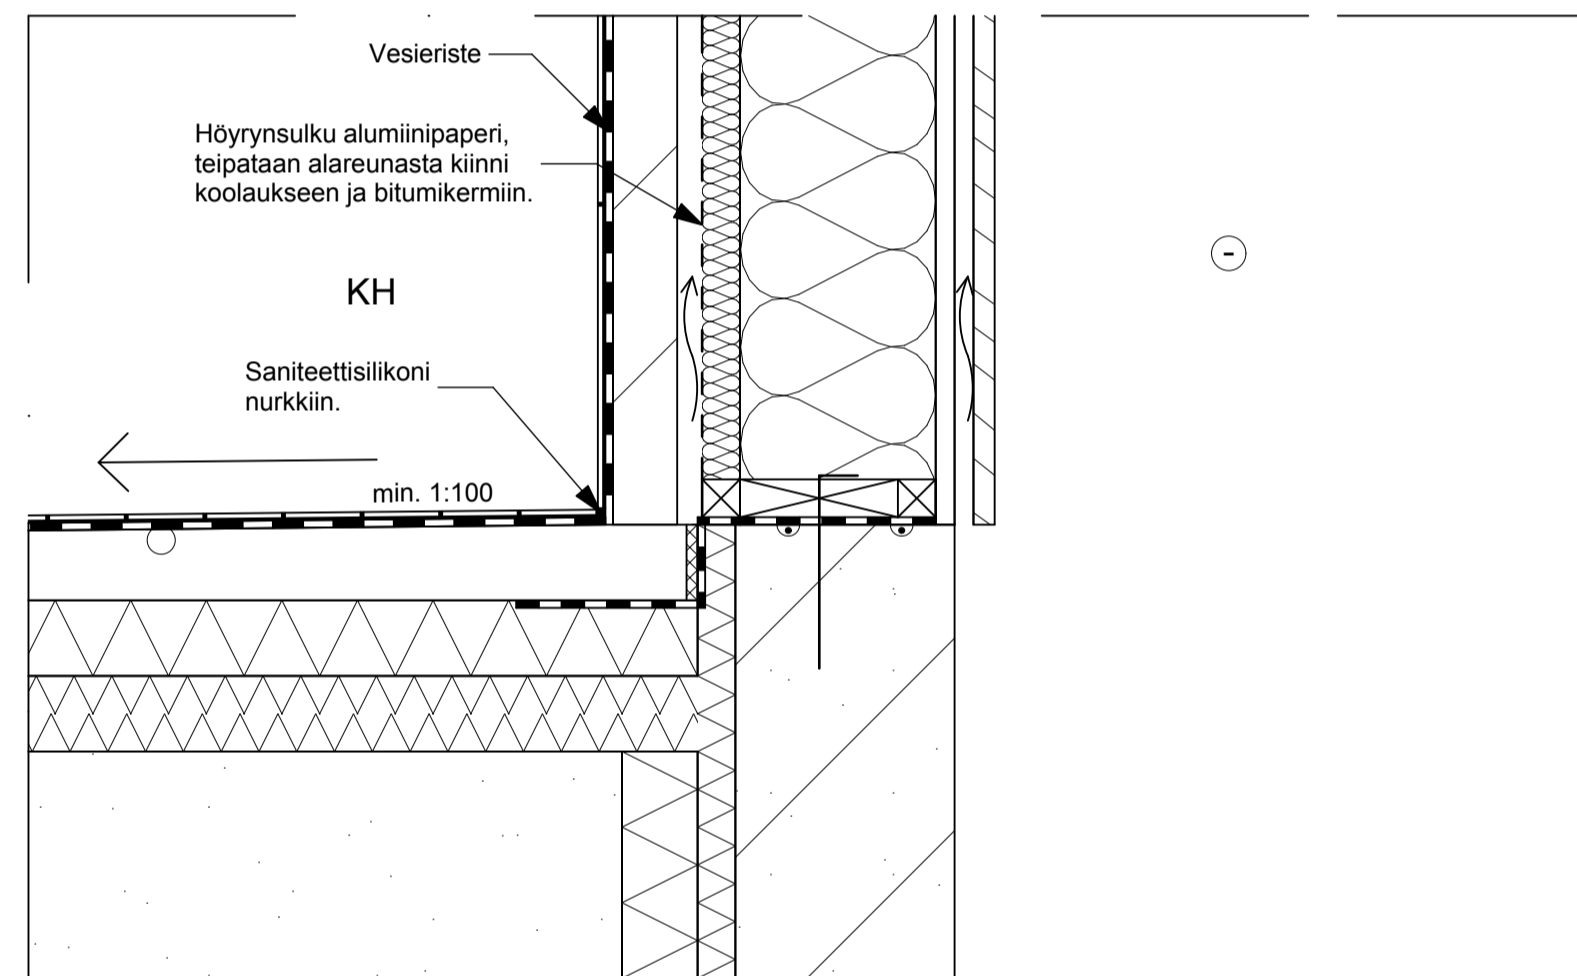 Vesieriste
Höyrynsulku alumiinipaperi,
teipataan alareunasta kiinni
koolaukseen ja bitumikermiin.
KH
-
Saniteettisilikoni
nurkkiin.
min. 1:100